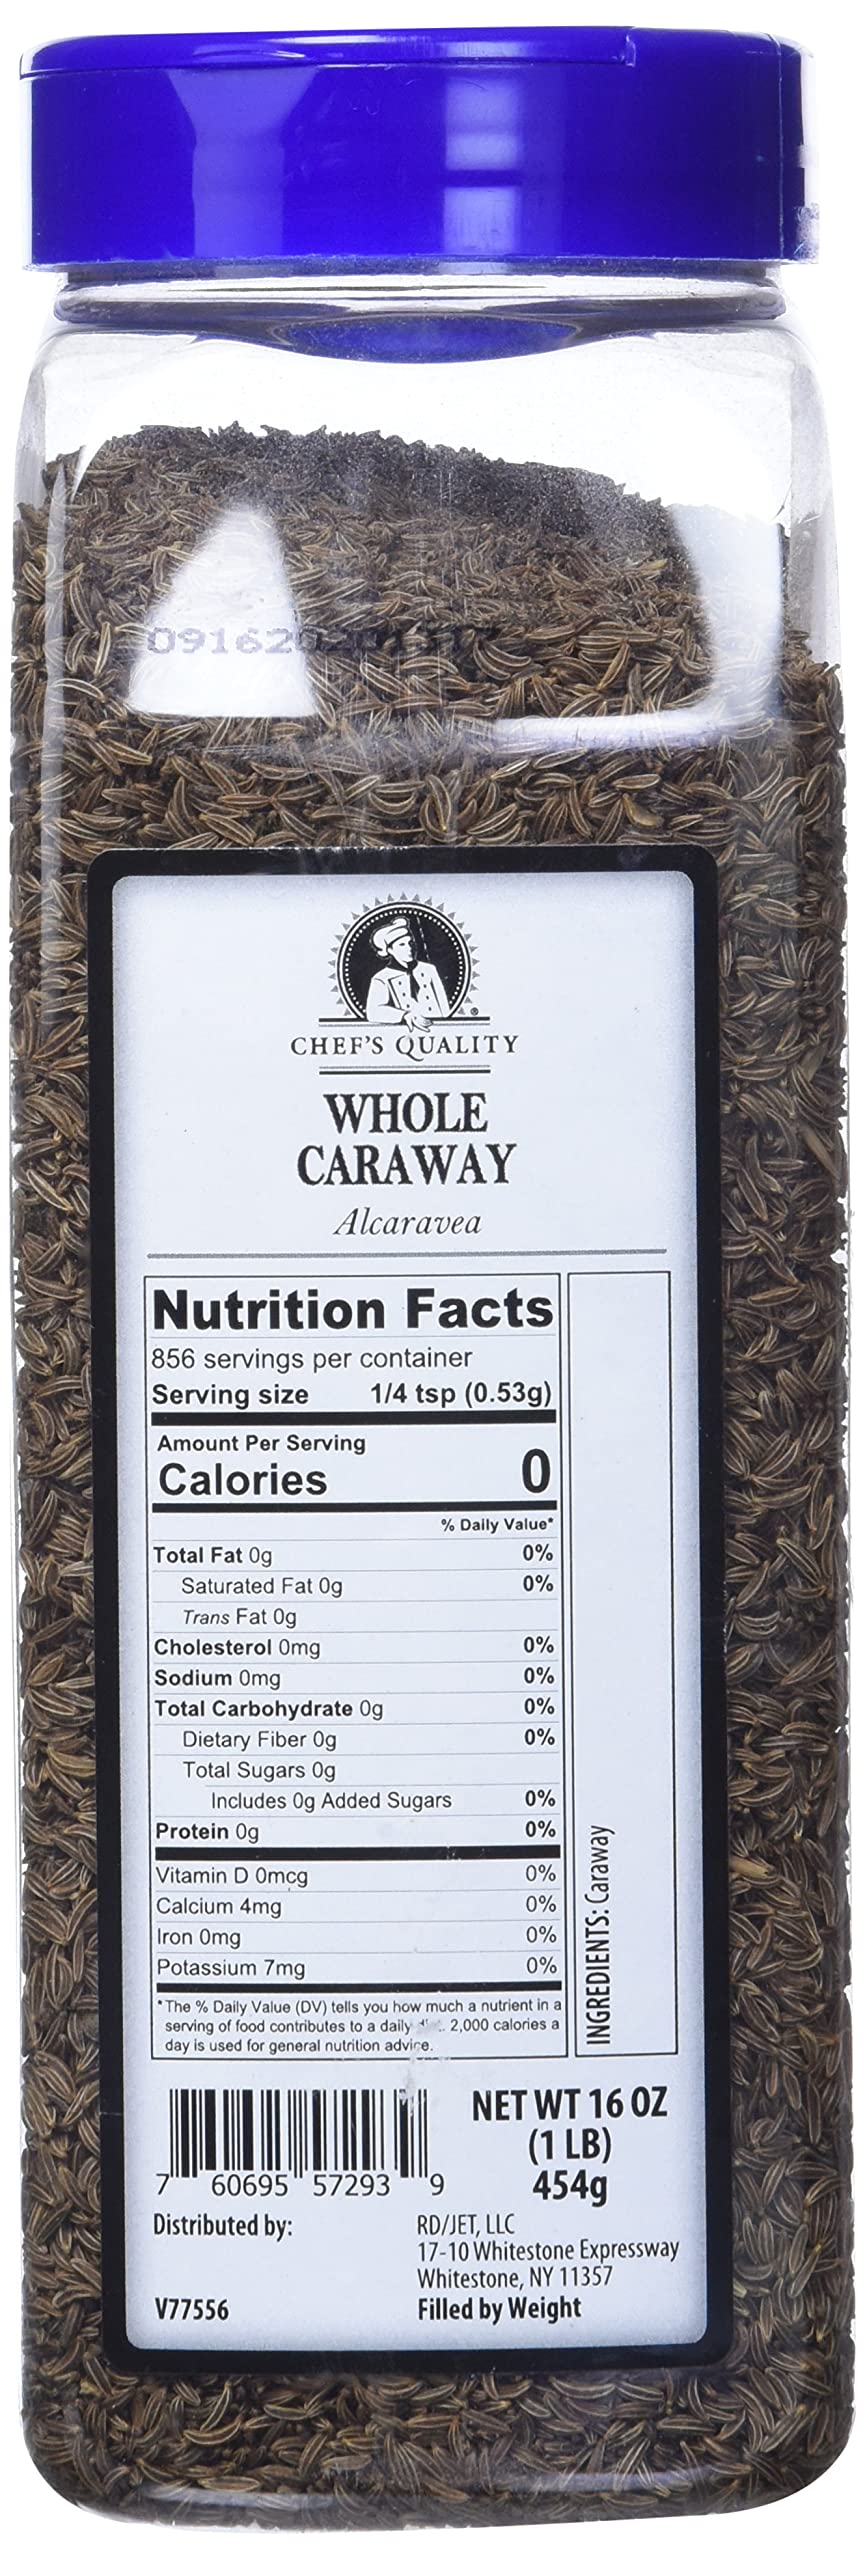 CHEF'S QUALITY
WHOLE
CARAWAY
Alcaravea
Nutrition Facts
856 servings per container
Serving size 1/4 tsp (0.53g)
Amount Per Serving
Calories 0
% Daily Value*
Total Fat 0g 0%
Saturated Fat 0g 0%
Trans Fat 0g
Cholesterol 0mg 0%
Sodium 0mg 0%
Total Carbohydrate 0g 0%
Dietary Fiber 0g 0%
Total Sugars 0g
Includes 0g Added Sugars 0%
Protein 0g 0%
Vitamin D 0mcg 0%
Calcium 4mg 0%
Iron 0mg 0%
Potassium 7mg 0%
*The % Daily Value (DV) tells you how much a nutrient in a
serving of food contributes to a daily 2,000 calories a
day is used for general nutrition advice.
INGREDIENTS: Caraway
7 60695 57293 9
NET WT 16 OZ
(1 LB)
454g
Distributed by:
RD/JET, LLC
17-10 Whitestone Expressway
Whitestone, NY 11357
V77556
Filled by Weight